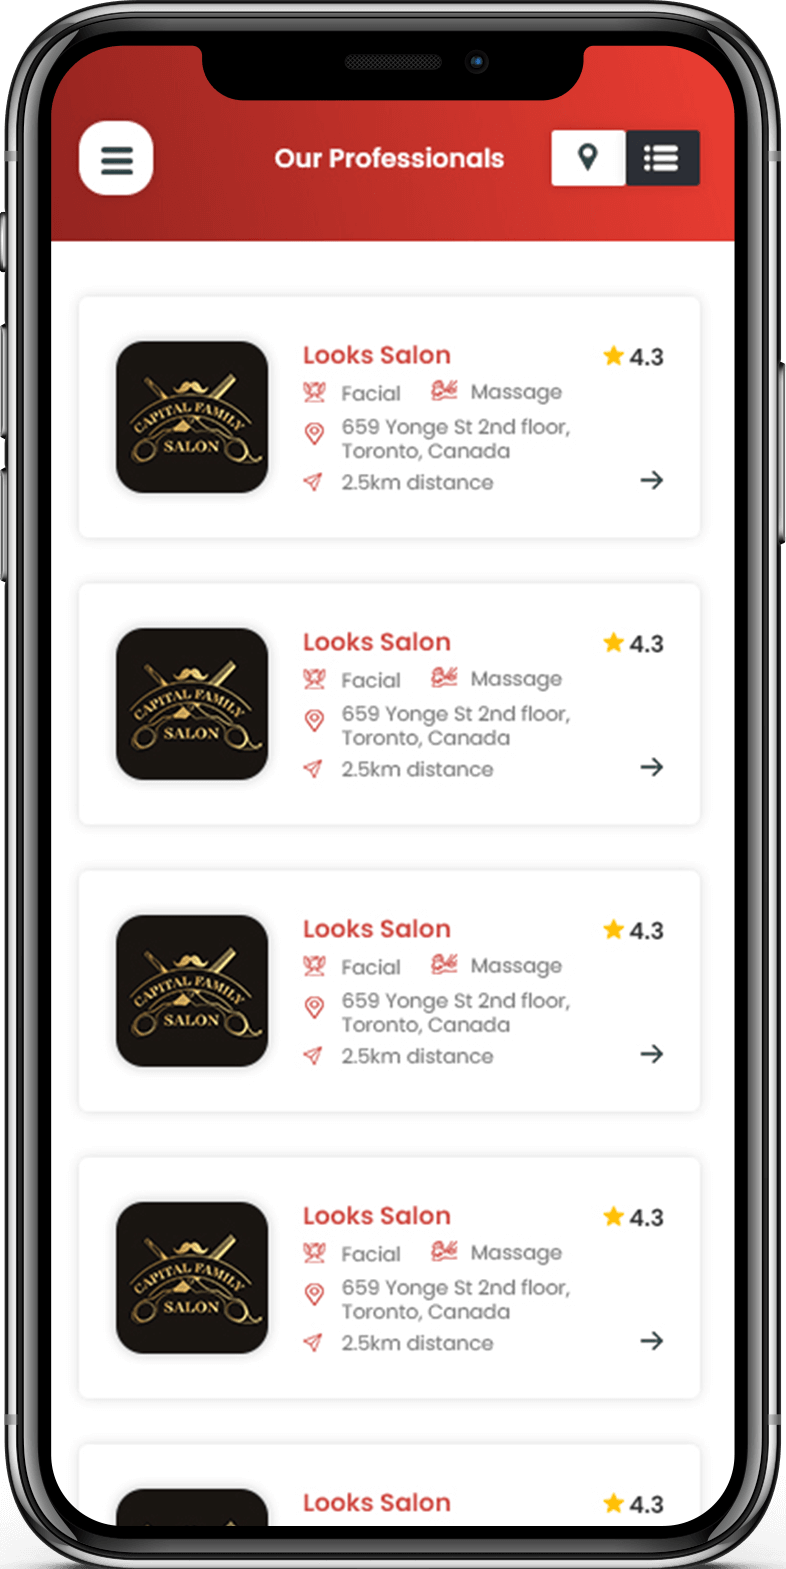 Our Professionals
CAPITAL FAMILY
SALON
Looks Salon
4.3
Facial
Massage
659 Yonge St 2nd floor,
Toronto, Canada
2.5km distance
CAPITAL FAMILY
SALON
Looks Salon
4.3
Facial
Massage
659 Yonge St 2nd floor,
Toronto, Canada
2.5km distance
CAPITAL FAMILY
SALON
Looks Salon
4.3
Facial
Massage
659 Yonge St 2nd floor,
Toronto, Canada
2.5km distance
CAPITAL FAMILY
SALON
Looks Salon
4.3
Facial
Massage
659 Yonge St 2nd floor,
Toronto, Canada
2.5km distance
Looks Salon
4.3